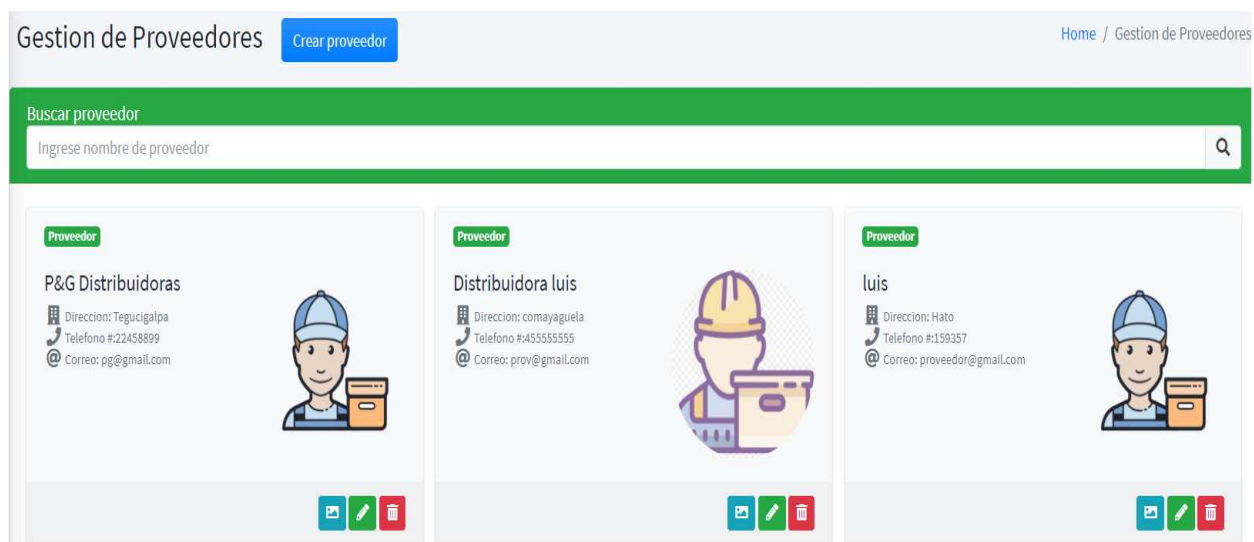 Gestion de Proveedores
Crear proveedor
Home / Gestion de Proveedores
Buscar proveedor
Ingrese nombre de proveedor
Proveedor
P&G Distribuidoras
Direccion: Tegucigalpa
Telefono #:22458899
Correo: pg@gmail.com
Proveedor
Distribuidora luis
Direccion: comayaguela
Telefono #:455555555
Correo: prov@gmail.com
Proveedor
luis
Direccion: Hato
Telefono #:159357
Correo: proveedor@gmail.com